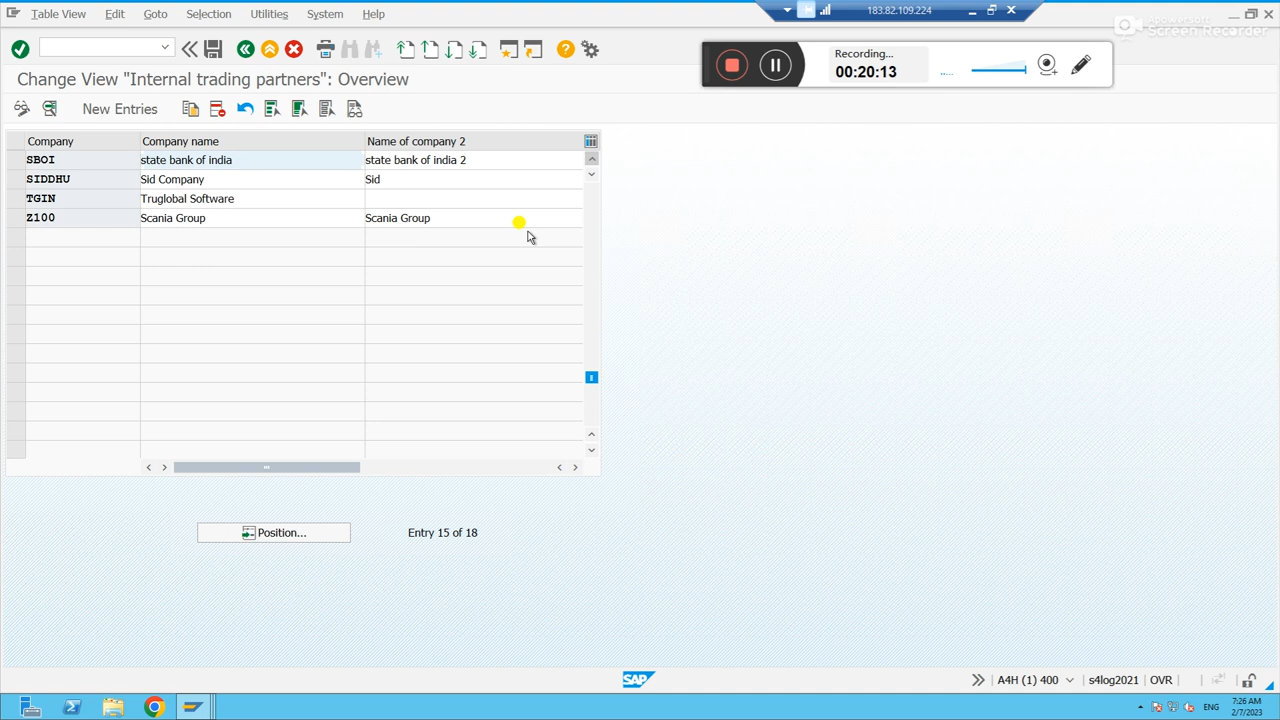 Table View Edit Goto Selection Utilities System Help
183.82.109.224
Apowersoft
Screen Recorder
Recording...
00:20:13
Change View "Internal trading partners": Overview
New Entries
Company Company name Name of company 2
SBOI state bank of india state bank of india 2
SIDDHU Sid Company Sid
TGIN Truglobal Software
Z100 Scania Group Scania Group
Position... Entry 15 of 18
SAP A4H (1) 400 s4log2021 OVR
ENG 7:26 AM
2/7/2023